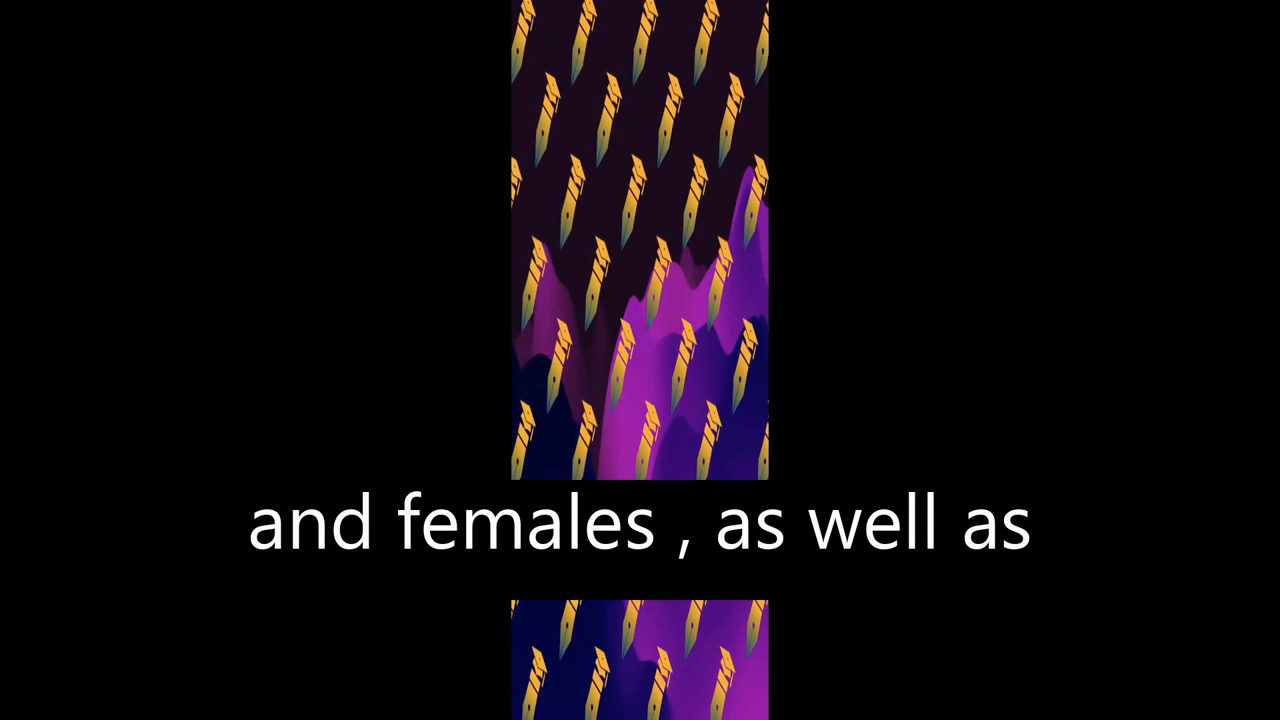 and females , as well as